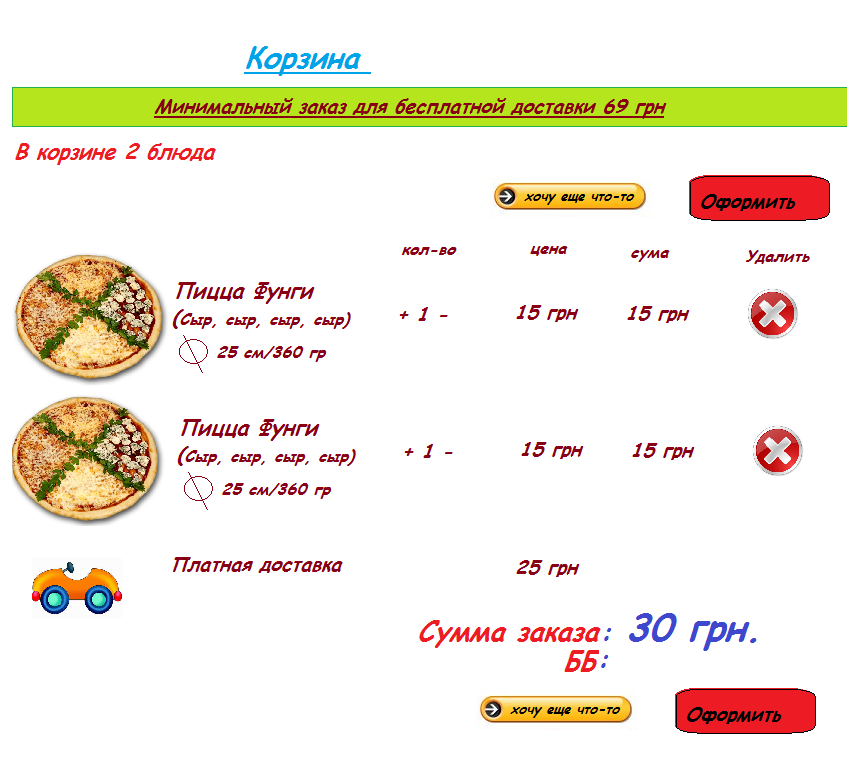 Корзина
Минимальный заказ для бесплатной доставки 69 грн
В корзине 2 блюда
хочу еще что-то Оформить
кол-во цена сума Удалить
Пицца Фунги
(Сыр, сыр, сыр, сыр) + 1 - 15 грн 15 грн
25 см/360 гр
Пицца Фунги
(Сыр, сыр, сыр, сыр) + 1 - 15 грн 15 грн
25 см/360 гр
Платная доставка 25 грн
Сумма заказа: 30 грн.
ББ:
хочу еще что-то Оформить